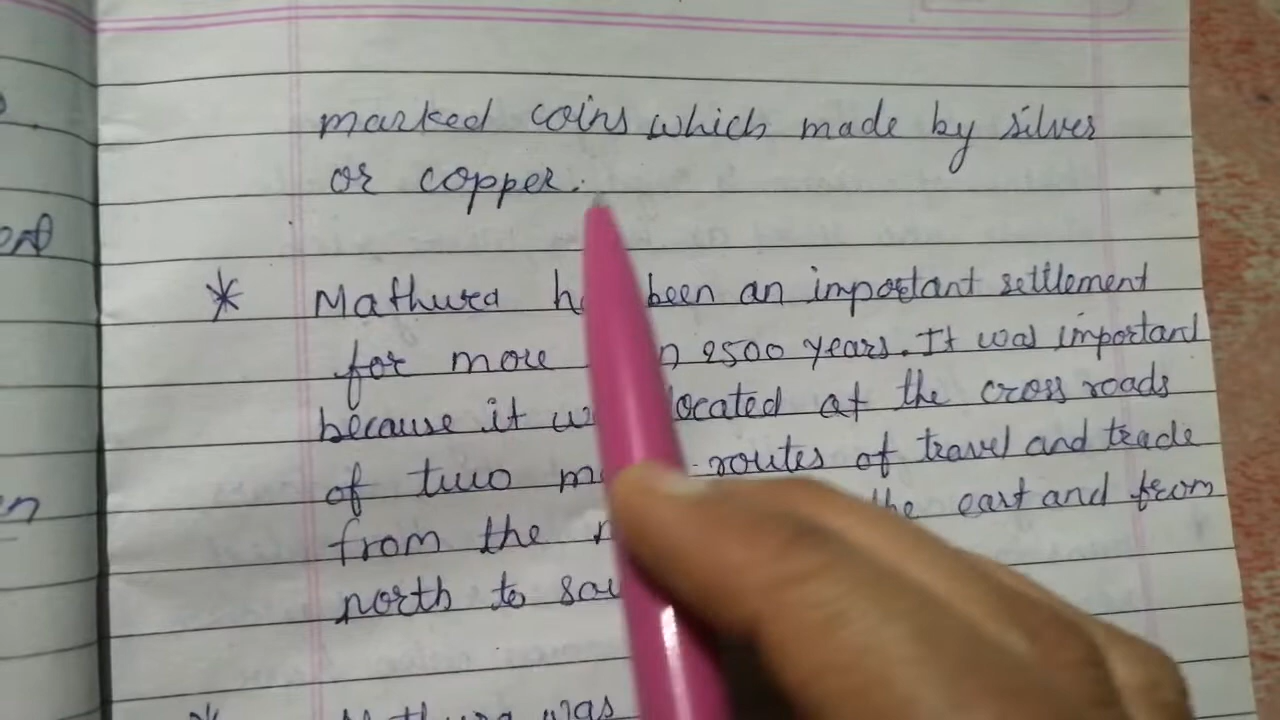 marked coins which made by silver
or copper.
* Mathura been an important settlement
for more 2500 years. It was important
because it located at the cross roads
of two routes of travel and trade
from the the east and from
north to
was